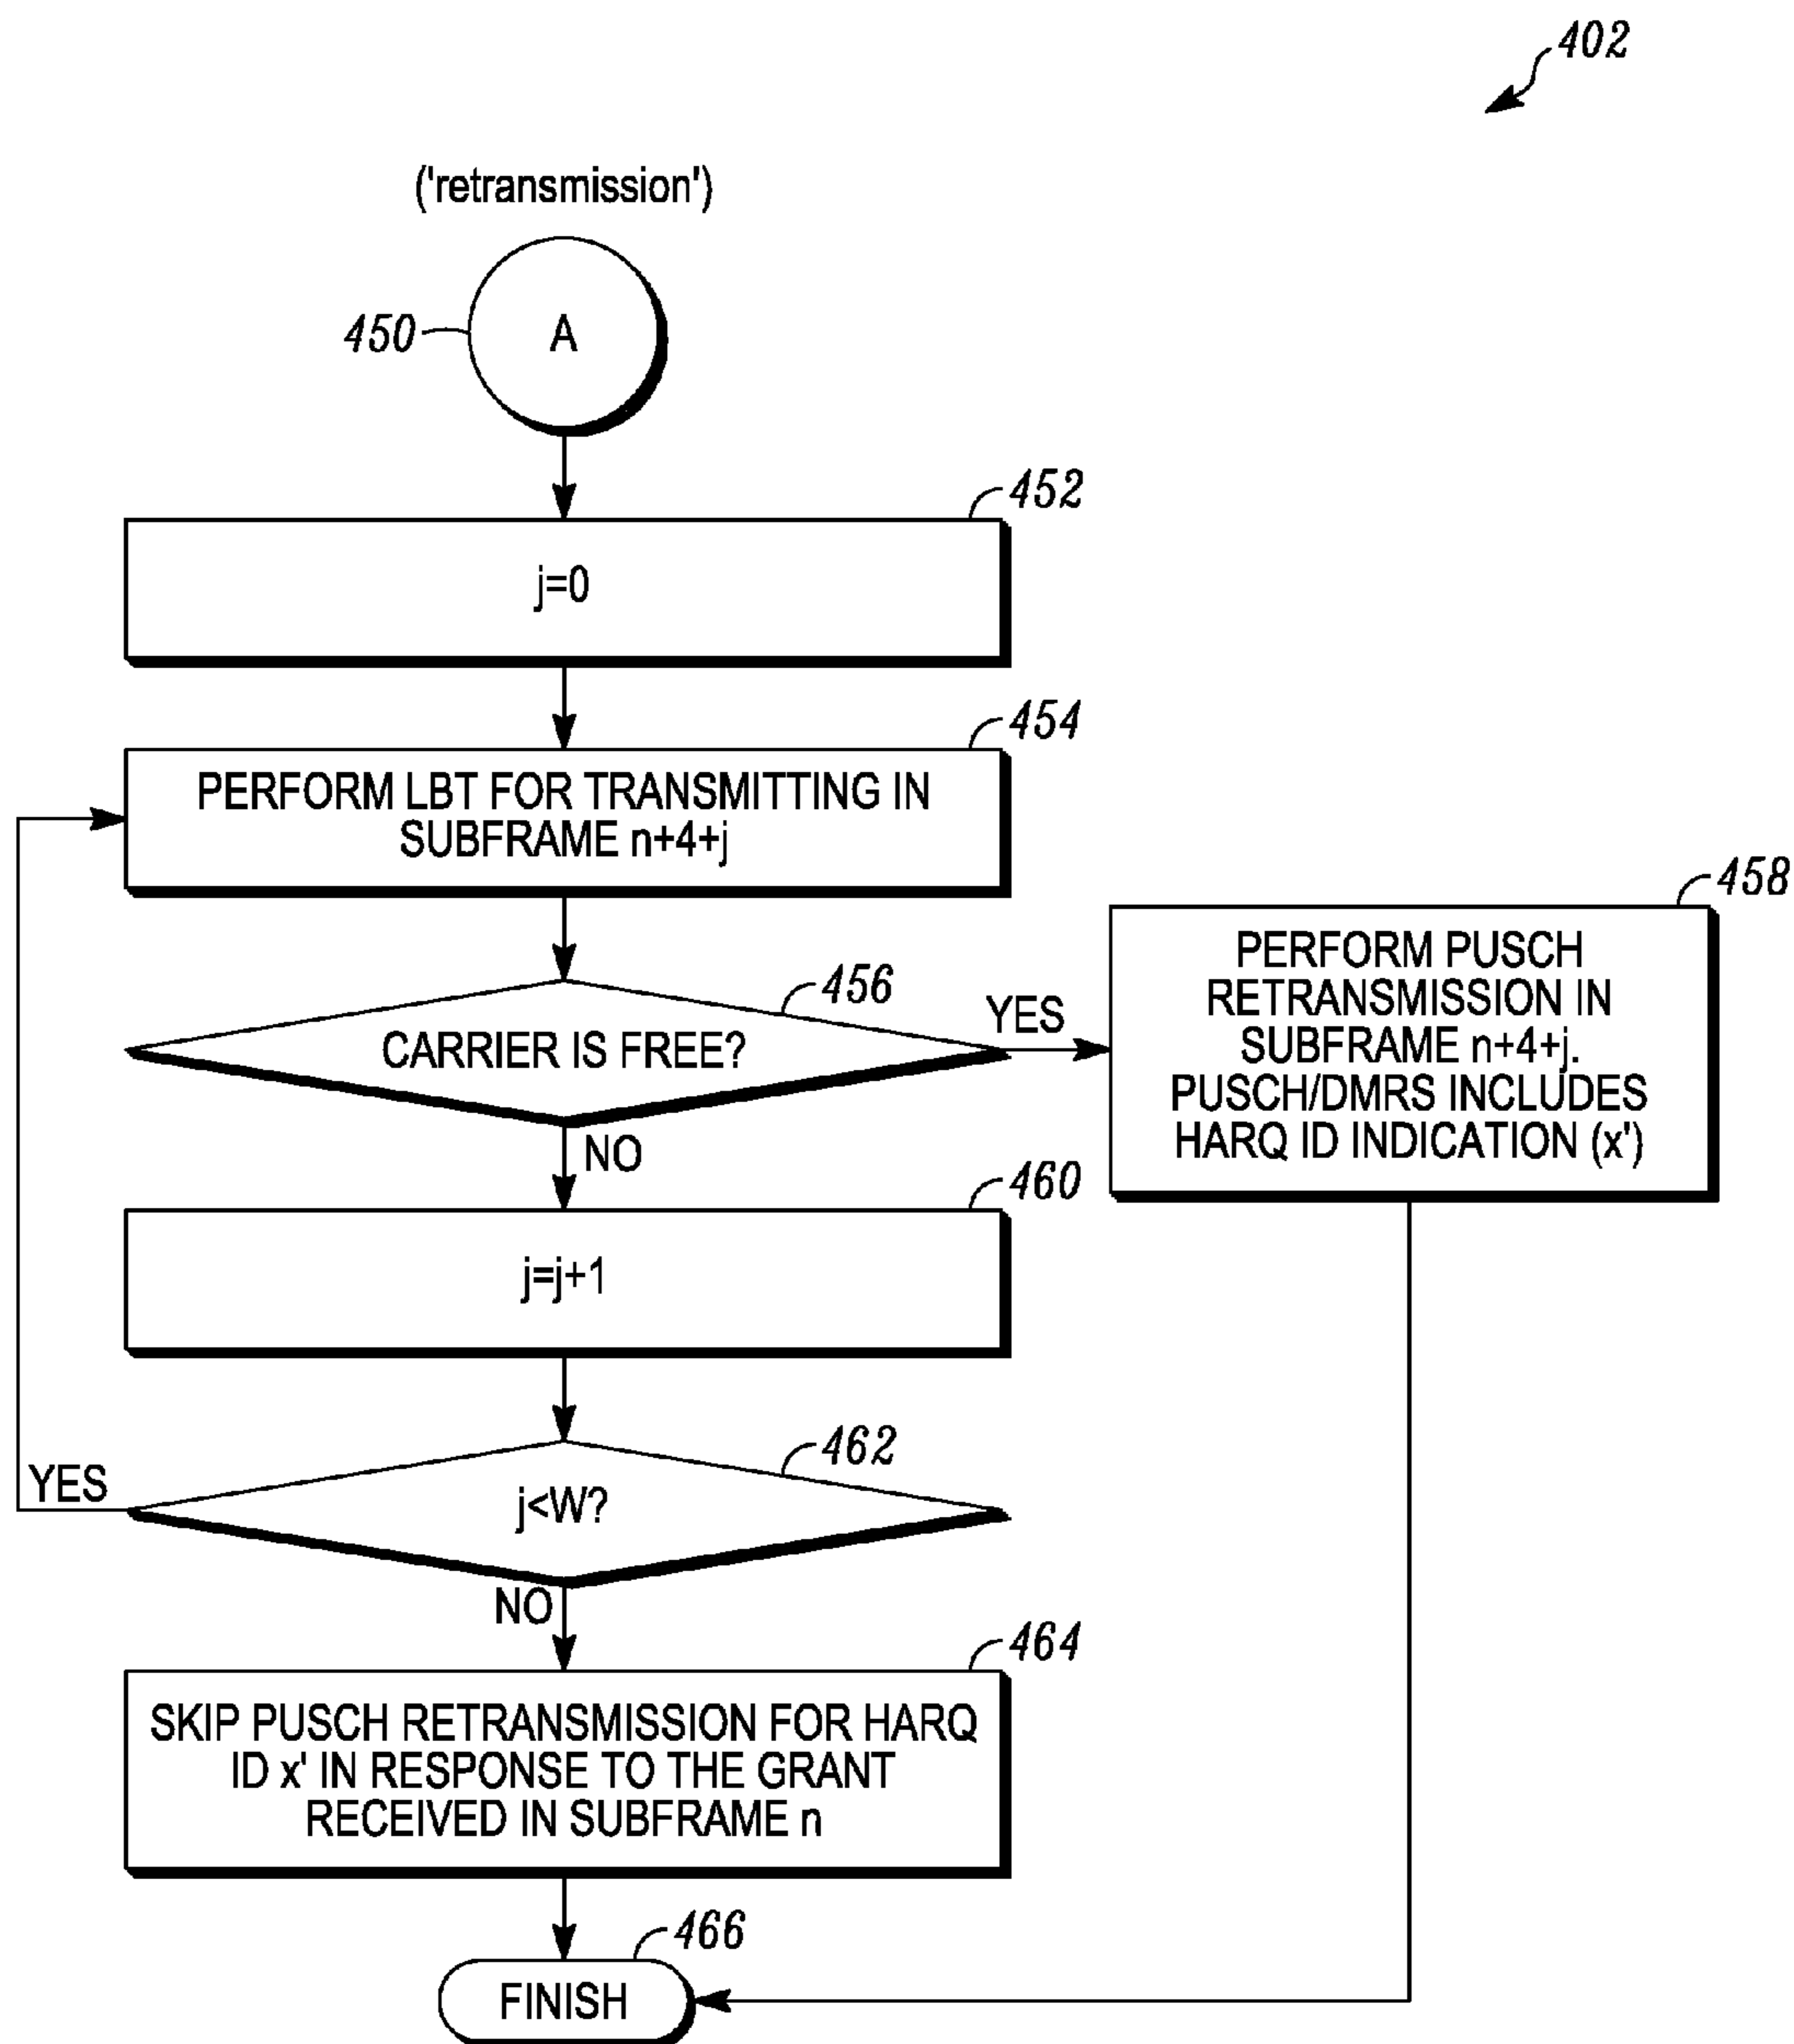 402
('retransmission')
450
A
452
j=0
454
PERFORM LBT FOR TRANSMITTING IN
SUBFRAME n+4+j
456
CARRIER IS FREE?
YES
458
PERFORM PUSCH
RETRANSMISSION IN
SUBFRAME n+4+j.
PUSCH/DMRS INCLUDES
HARQ ID INDICATION (x')
NO
460
j=j+1
462
j<W?
YES
NO
464
SKIP PUSCH RETRANSMISSION FOR HARQ
ID x' IN RESPONSE TO THE GRANT
RECEIVED IN SUBFRAME n
466
FINISH